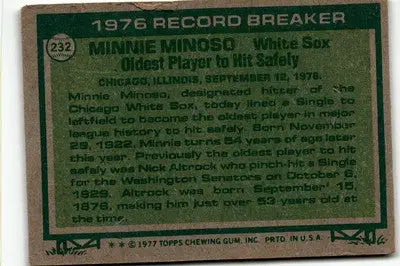 1976 RECORD BREAKER
232
MINNIE MINOSO White Sox
Oldest Player to Hit Safely
CHICAGO, ILLINOIS, SEPTEMBER 12, 1976.
Minnie Minoso, designated hitter of the
Chicago White Sox, today lined a Single to
leftfield to become the oldest player in major
league history to hit safely. Born November
29, 1922, Minnie turns 54 years of age later
this year. Previously the oldest player to hit
safely was Nick Altrock who pinch-hit a Single
for the Washington Senators on October 6,
1929. Altrock was born September 15,
1876, making him just over 53 years old at
the time.
** © 1977 TOPPS CHEWING GUM, INC. PRTD. IN U.S.A.